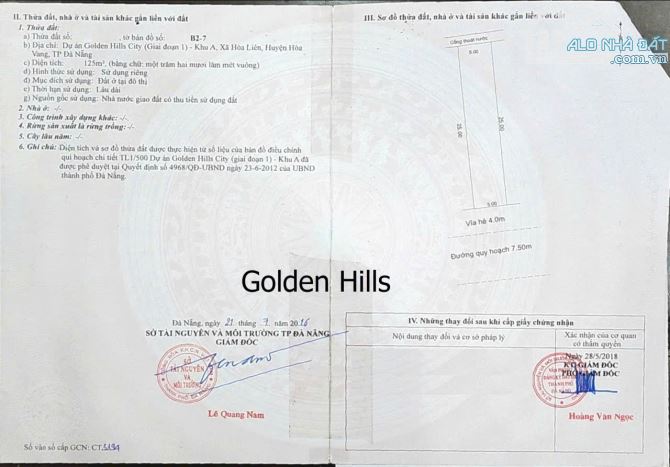 II. Thửa đất, nhà ở và tài sản khác gắn liền với đất
1. Thửa đất:
a) Thửa đất số: , tờ bản đồ số: B2-7
b) Địa chỉ: Dự án Golden Hills City (Giai đoạn 1) - Khu A, Xã Hòa Liên, Huyện Hòa
Vang, TP Đà Nẵng
c) Diện tích: 125m², (bằng chữ: một trăm hai mươi lăm mét vuông)
d) Hình thức sử dụng: Sử dụng riêng
đ) Mục đích sử dụng: Đất ở tại đô thị
e) Thời hạn sử dụng: Lâu dài
g) Nguồn gốc sử dụng: Nhà nước giao đất có thu tiền sử dụng đất
2. Nhà ở: -/-
3. Công trình xây dựng khác: -/-
4. Rừng sản xuất là rừng trồng: -/-
5. Cây lâu năm: -/-
6. Ghi chú: Diện tích và sơ đồ thửa đất được thực hiện từ số liệu của bản đồ điều chỉnh
qui hoạch chi tiết TL1/500 Dự án Golden Hills City (giai đoạn 1) - Khu A đã
được phê duyệt tại Quyết định số 4968/QĐ-UBND ngày 23-6-2012 của UBND
thành phố Đà Nẵng.
Golden Hills
Đà Nẵng, ngày 21 tháng 7 năm 2016
SỞ TÀI NGUYÊN VÀ MÔI TRƯỜNG TP ĐÀ NẴNG
GIÁM ĐỐC
SỞ
TÀI NGUYÊN
VÀ
MÔI TRƯỜNG
Lê Quang Nam
Số vào sổ cấp GCN: CT.
III. Sơ đồ thửa đất, nhà ở và tài sản khác gắn liền với đất
ALO NHÀ ĐẤT
.com.vn
Cống thoát nước
5.00
25.00
25.00
5.00
Vỉa hè 4.0m
Đường quy hoạch 7.50m
IV. Những thay đổi sau khi cấp giấy chứng nhận
Nội dung thay đổi và cơ sở pháp lý
Xác nhận của cơ quan
có thẩm quyền
Ngày 28/5/2018
KT.GIÁM ĐỐC
PHÓ GIÁM ĐỐC
Hoàng Văn Ngọc